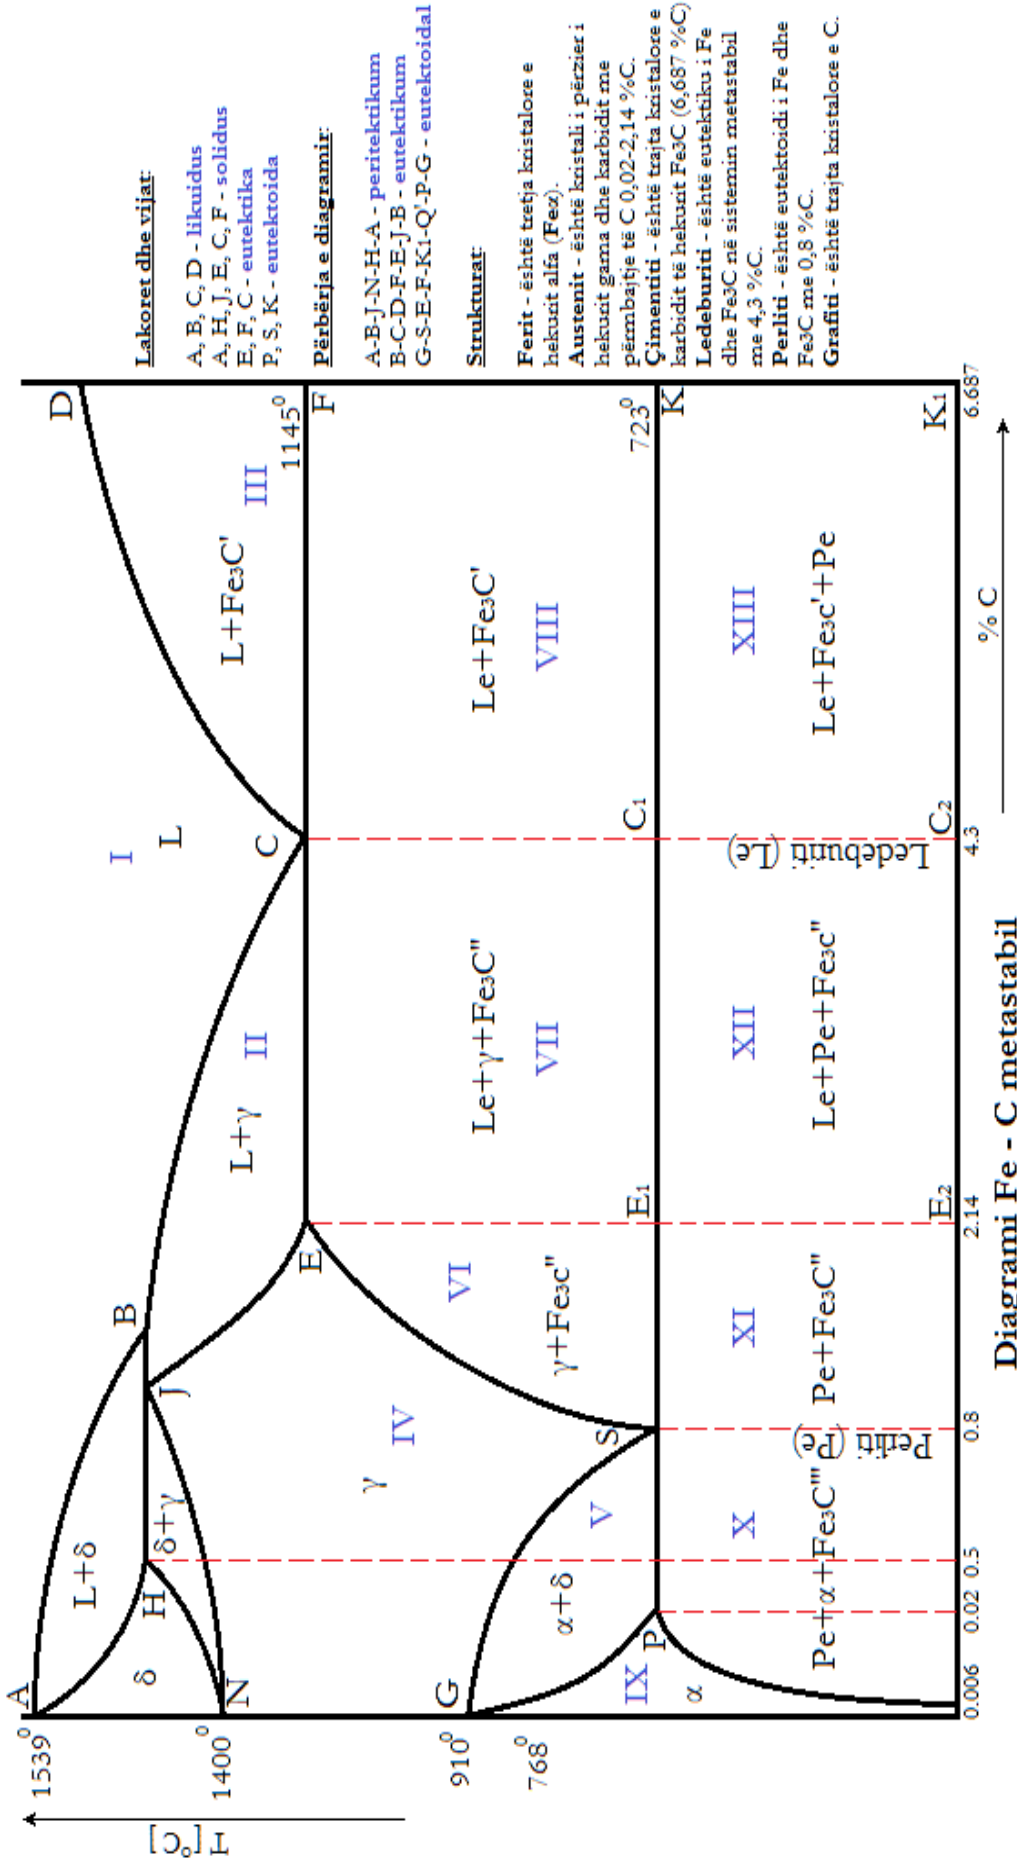 Diagrami Fe - C metastabil
T[°C]
1539⁰
1400⁰
910⁰
768⁰
A
H
N
J
B
D
C
E
F
G
S
P
K
K1
C1
C2
E1
E2
L+δ
δ
δ+γ
I
L
L+γ
II
L+Fe3C'
III
1145⁰
γ
IV
α+δ
V
VI
γ+Fe3c"
Le+γ+Fe3C"
VII
Le+Fe3C'
VIII
723⁰
IX
α
X
Pe+α+Fe3C'''
XI
Pe+Fe3C"
XII
Le+Pe+Fe3c"
XIII
Le+Fe3c'+Pe
Perliti (Pe)
Ledeburiti (Le)
0.006
0.02
0.5
0.8
2.14
4.3
6.687
% C
Lakoret dhe vijat:
A, B, C, D - likuidus
A, H, J, E, C, F - solidus
E, F, C - eutektika
P, S, K - eutektoida
Përbërja e diagramir:
A-B-J-N-H-A - peritektikum
B-C-D-F-E-J-B - eutektikum
G-S-E-F-K1-Q'-P-G - eutektoidal
Strukturat:
Ferit - është tretja kristalore e
hekurit alfa (Feα).
Austenit - është kristali i përzier i
hekurit gama dhe karbidit me
përmbajtje të C 0,02-2,14 %C.
Çimentiti - është trajta kristalore e
karbidit të hekurit Fe3C (6,687 %C)
Ledeburiti - është eutektiku i Fe
dhe Fe3C në sistemin metastabil
me 4,3 %C.
Perliti - është eutektoidi i Fe dhe
Fe3C me 0,8 %C.
Grafiti - është trajta kristalore e C.